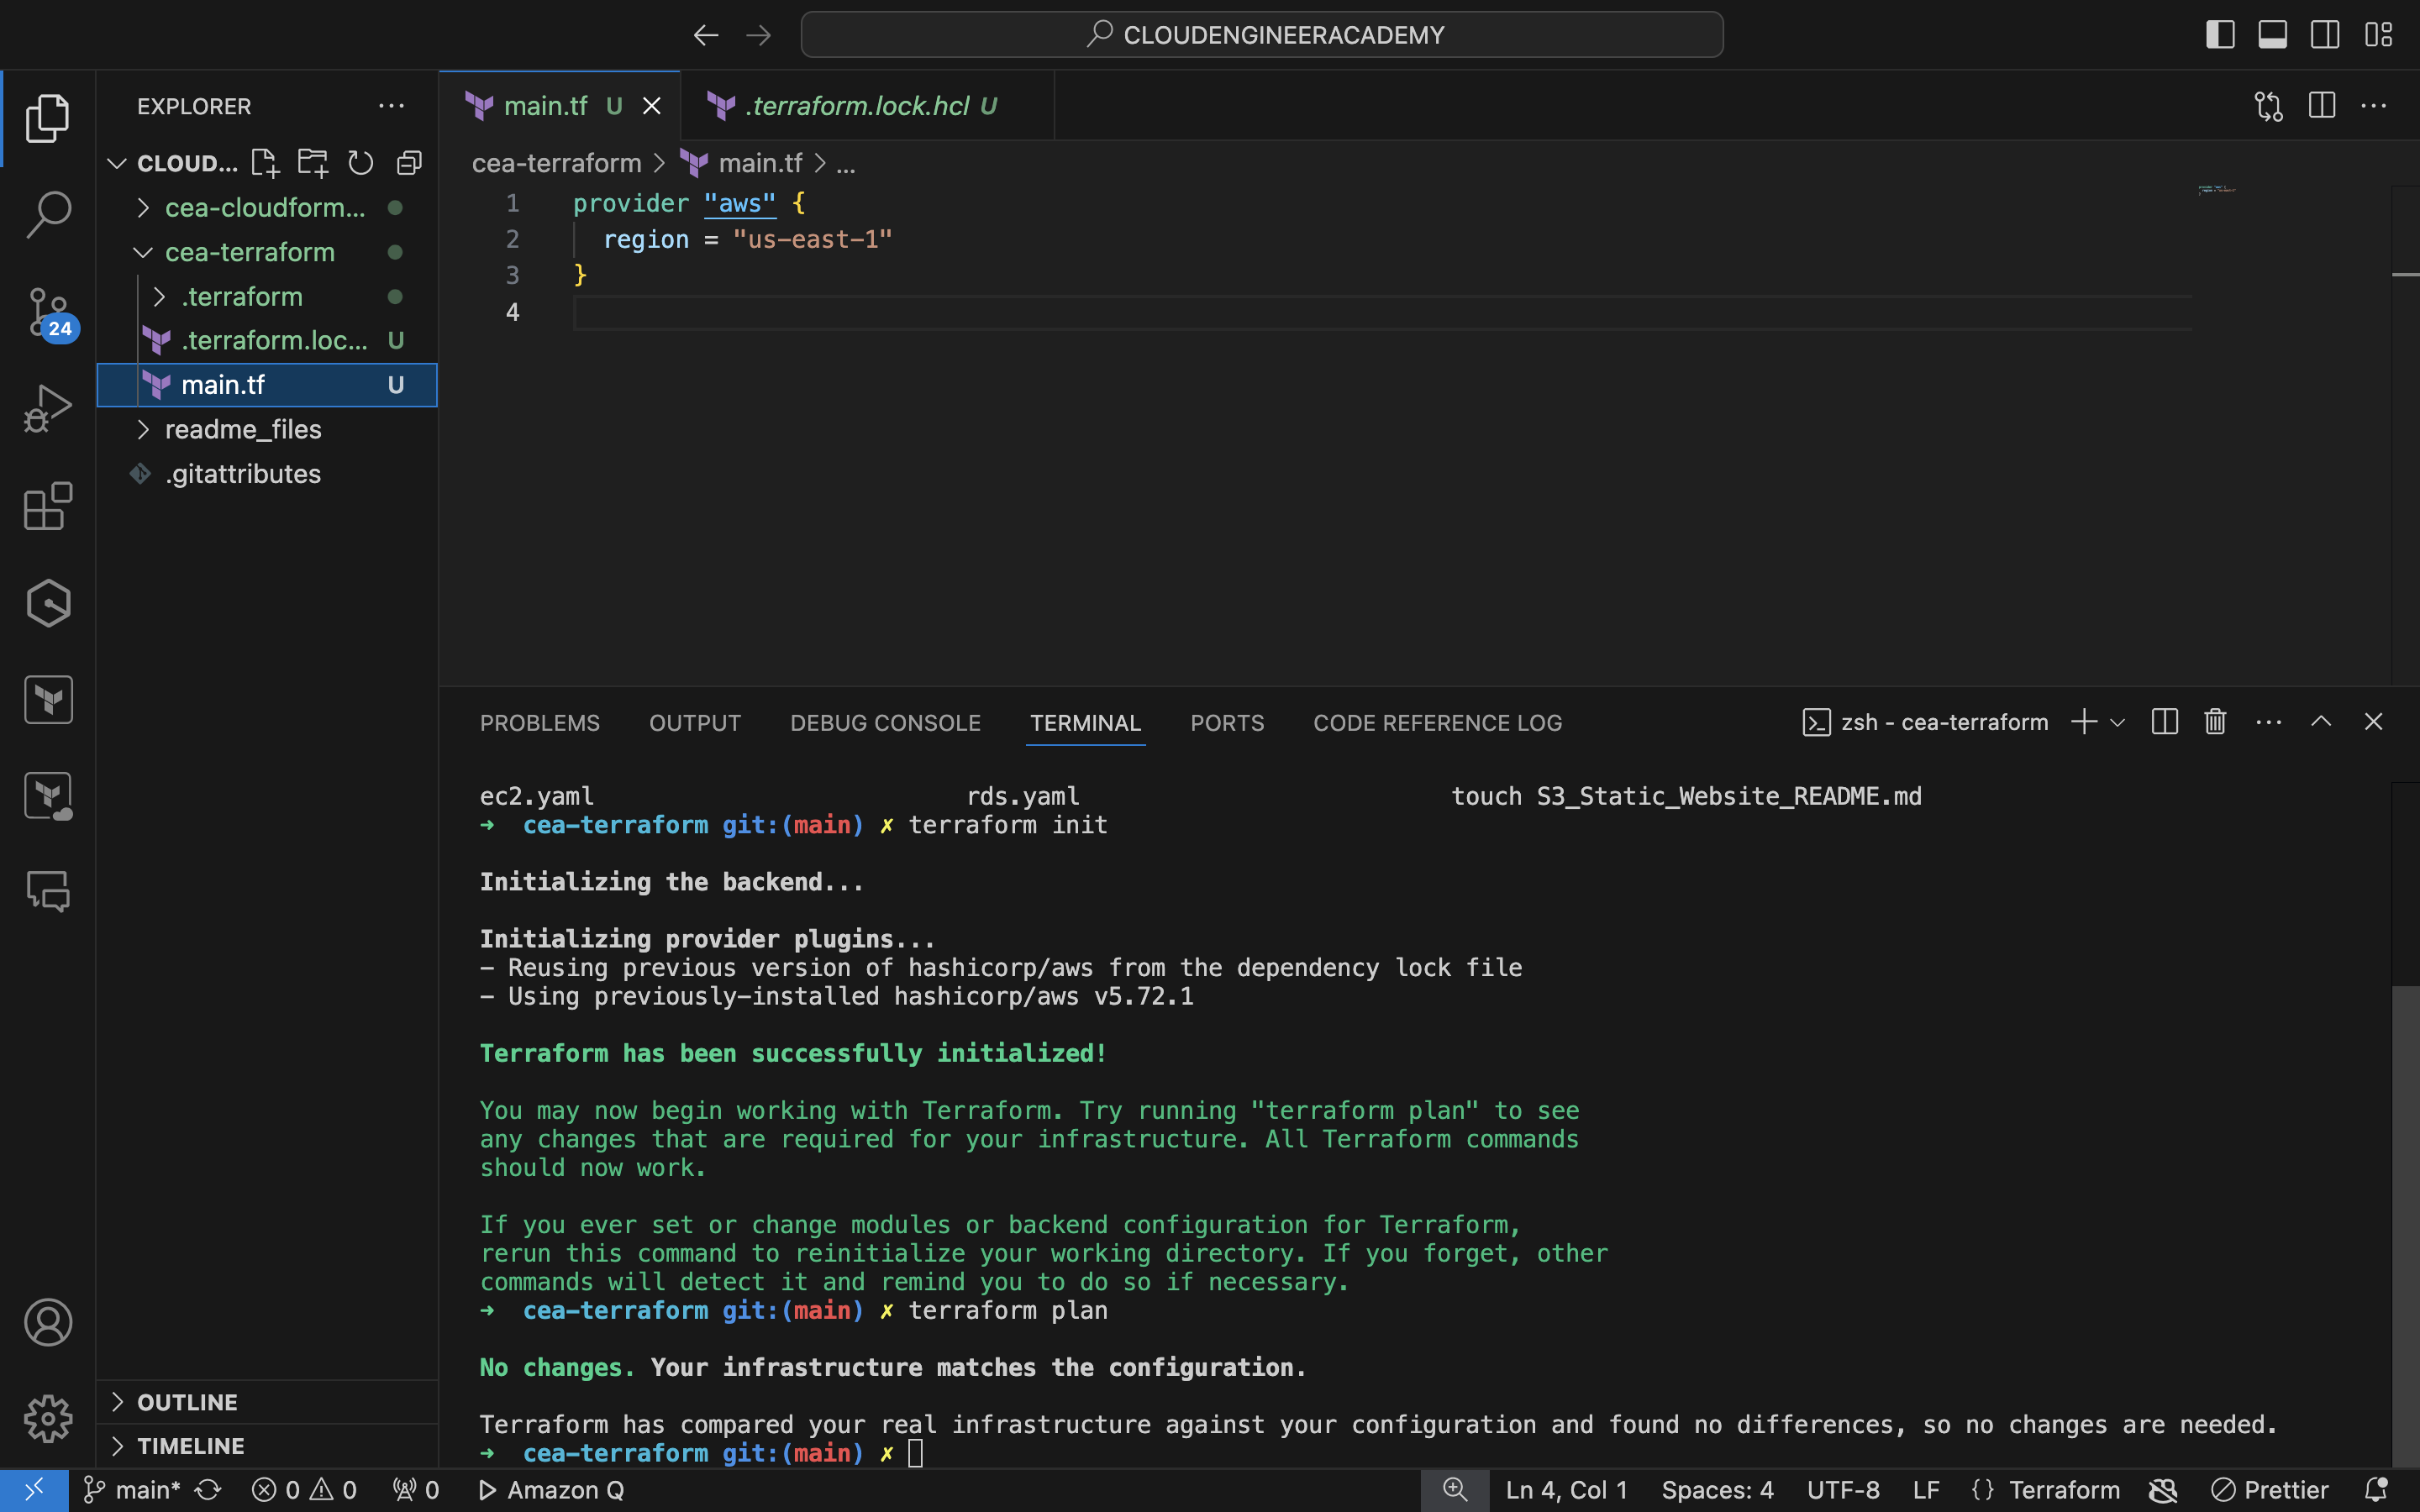 CLOUDENGINEERACADEMY
EXPLORER
main.tf U
.terraform.lock.hcl U
CLOUD...
cea-terraform > main.tf > ...
cea-cloudform...
cea-terraform
.terraform
.terraform.loc... U
main.tf U
readme_files
.gitattributes
24
1 provider "aws" {
2 region = "us-east-1"
3 }
4
PROBLEMS OUTPUT DEBUG CONSOLE TERMINAL PORTS CODE REFERENCE LOG zsh - cea-terraform
ec2.yaml rds.yaml touch S3_Static_Website_README.md
→ cea-terraform git:(main) ✗ terraform init
Initializing the backend...
Initializing provider plugins...
- Reusing previous version of hashicorp/aws from the dependency lock file
- Using previously-installed hashicorp/aws v5.72.1
Terraform has been successfully initialized!
You may now begin working with Terraform. Try running "terraform plan" to see
any changes that are required for your infrastructure. All Terraform commands
should now work.
If you ever set or change modules or backend configuration for Terraform,
rerun this command to reinitialize your working directory. If you forget, other
commands will detect it and remind you to do so if necessary.
→ cea-terraform git:(main) ✗ terraform plan
No changes. Your infrastructure matches the configuration.
Terraform has compared your real infrastructure against your configuration and found no differences, so no changes are needed.
→ cea-terraform git:(main) ✗
OUTLINE
TIMELINE
main* 0 0 0 Amazon Q Ln 4, Col 1 Spaces: 4 UTF-8 LF {} Terraform Prettier